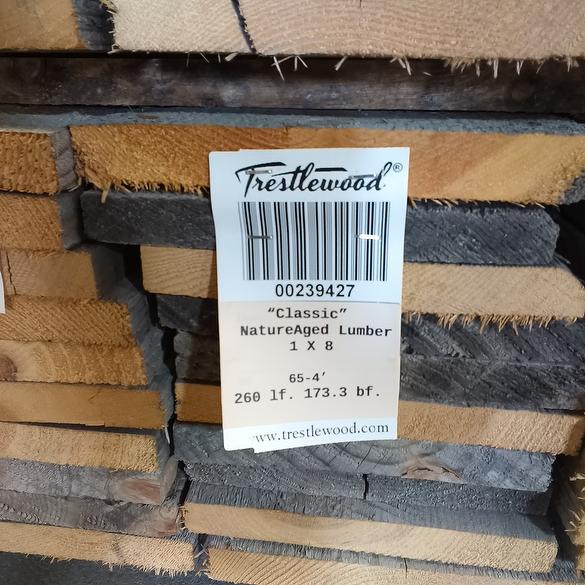 Trestlewood®
00239427
“Classic”
NatureAged Lumber
1 X 8
65-4’
260 lf. 173.3 bf.
www.trestlewood.com